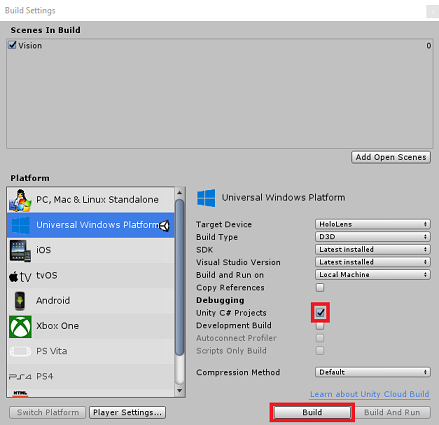 Build Settings
Scenes In Build
Vision 0
Add Open Scenes
Platform
PC, Mac & Linux Standalone
Universal Windows Platform
iOS
tvOS
Android
Xbox One
PS Vita
PS4
HTML
Universal Windows Platform
Target Device HoloLens
Build Type D3D
SDK Latest installed
Visual Studio Version Latest installed
Build and Run on Local Machine
Copy References
Debugging
Unity C# Projects
Development Build
Autoconnect Profiler
Scripts Only Build
Compression Method Default
Learn about Unity Cloud Build
Switch Platform Player Settings... Build Build And Run